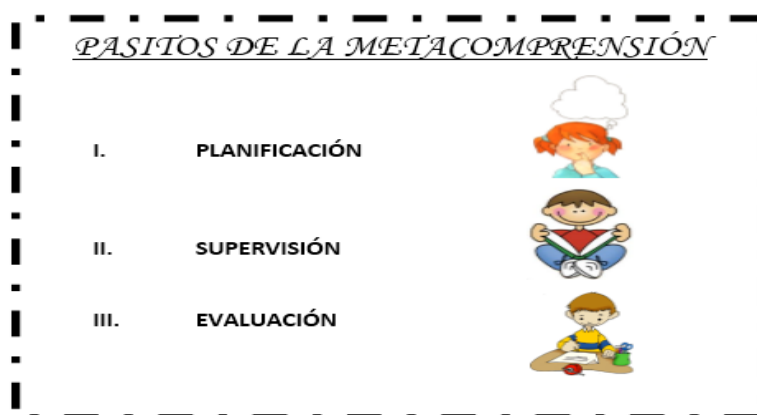 PASITOS DE LA METACOMPRENSIÓN
I. PLANIFICACIÓN
II. SUPERVISIÓN
III. EVALUACIÓN